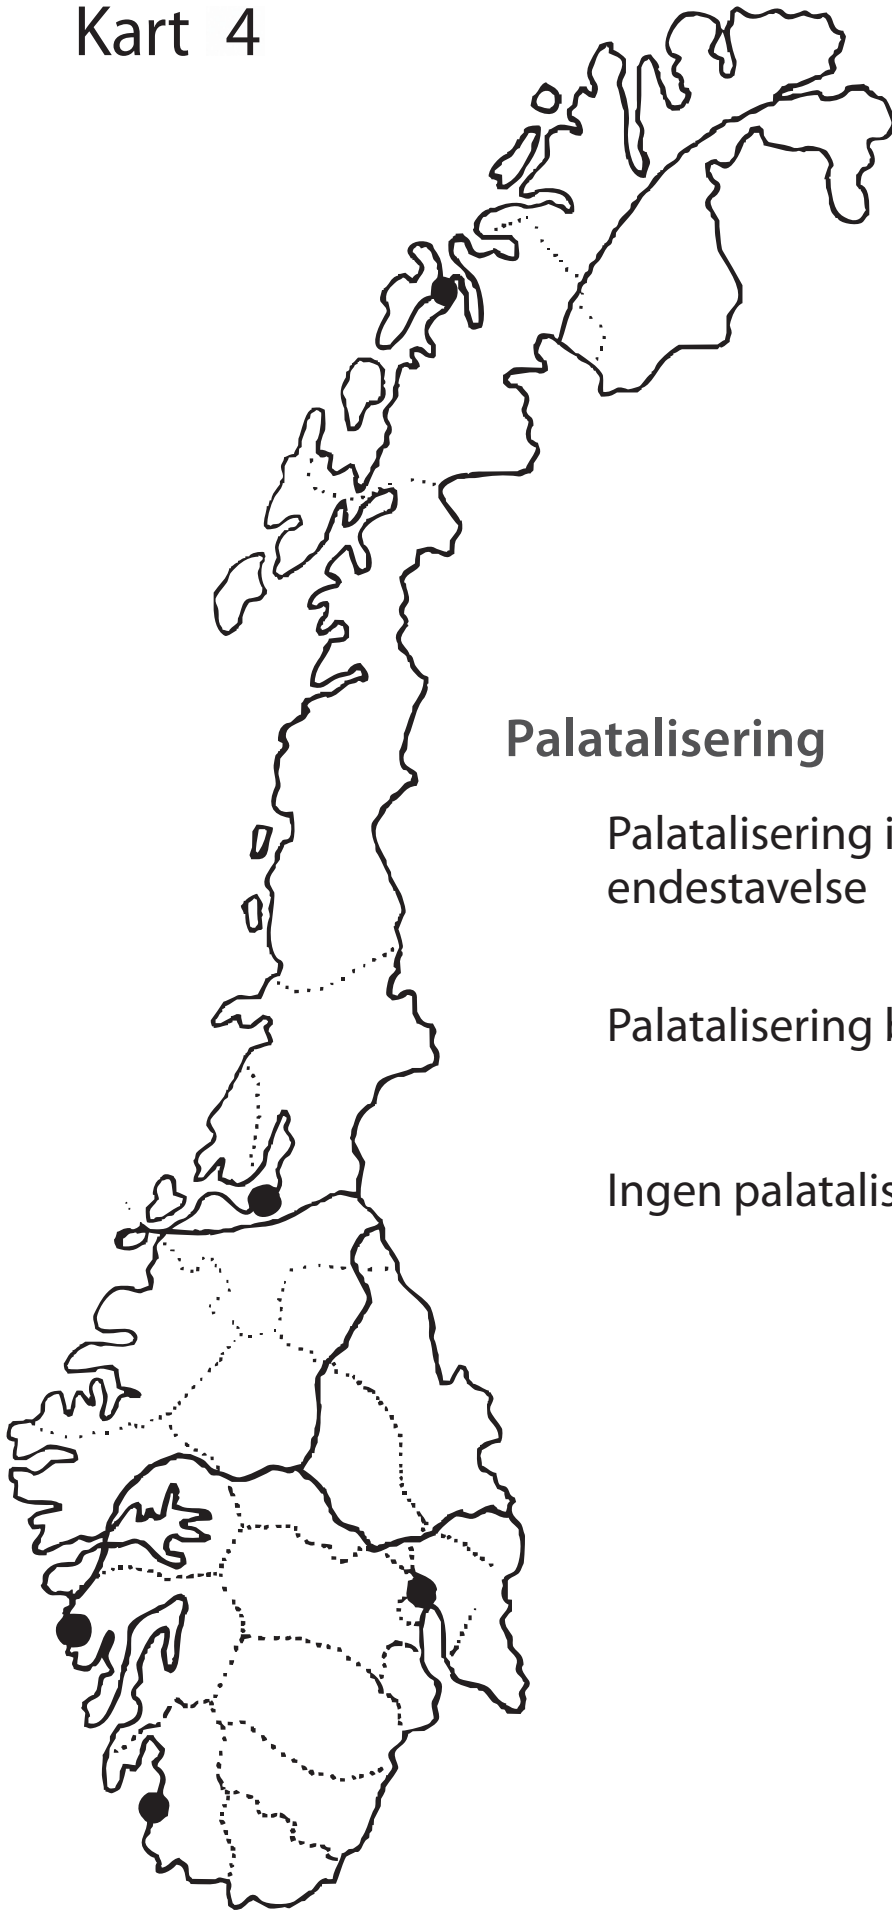 Kart 4
Palatalisering
Palatalisering i
endestavelse
Palatalisering
Ingen